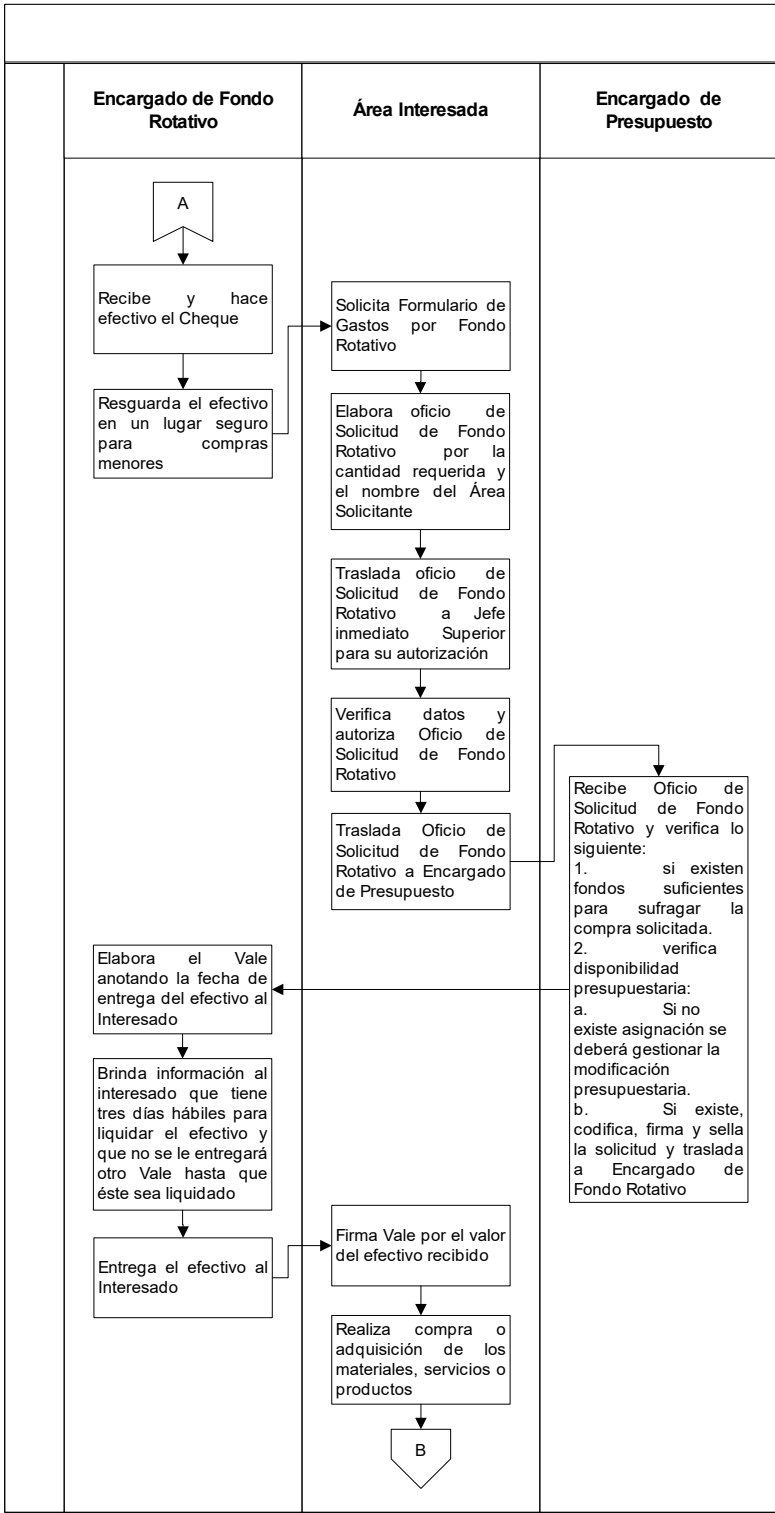 Encargado de Fondo
Rotativo
Área Interesada
Encargado de
Presupuesto
A
Recibe y hace
efectivo el Cheque
Resguarda el efectivo
en un lugar seguro
para compras
menores
Solicita Formulario de
Gastos por Fondo
Rotativo
Elabora oficio de
Solicitud de Fondo
Rotativo por la
cantidad requerida y
el nombre del Área
Solicitante
Traslada oficio de
Solicitud de Fondo
Rotativo a Jefe
inmediato Superior
para su autorización
Verifica datos y
autoriza Oficio de
Solicitud de Fondo
Rotativo
Traslada Oficio de
Solicitud de Fondo
Rotativo a Encargado
de Presupuesto
Recibe Oficio de
Solicitud de Fondo
Rotativo y verifica lo
siguiente:
1. si existen
fondos suficientes
para sufragar la
compra solicitada.
2. verifica
disponibilidad
presupuestaria:
a. Si no
existe asignación se
deberá gestionar la
modificación
presupuestaria.
b. Si existe,
codifica, firma y sella
la solicitud y traslada
a Encargado de
Fondo Rotativo
Elabora el Vale
anotando la fecha de
entrega del efectivo al
Interesado
Brinda información al
interesado que tiene
tres días hábiles para
liquidar el efectivo y
que no se le entregará
otro Vale hasta que
éste sea liquidado
Entrega el efectivo al
Interesado
Firma Vale por el valor
del efectivo recibido
Realiza compra o
adquisición de los
materiales, servicios o
productos
B